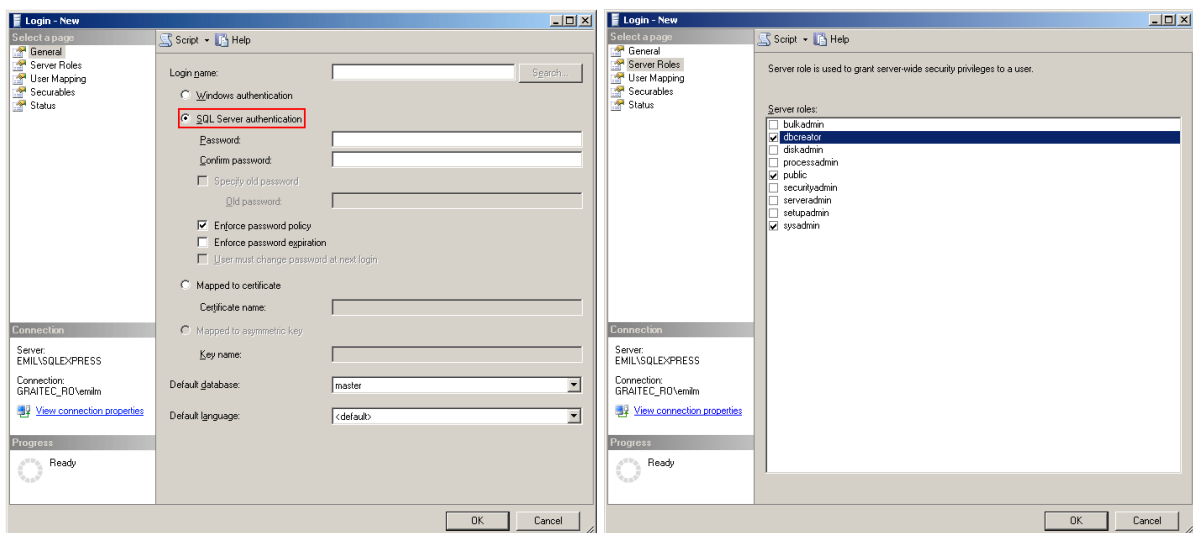 Login - New
Select a page
General
Server Roles
User Mapping
Securables
Status
Script Help
Login name:
Search...
Windows authentication
SQL Server authentication
Password:
Confirm password:
Specify old password
Old password:
Enforce password policy
Enforce password expiration
User must change password at next login
Mapped to certificate
Certificate name:
Mapped to asymmetric key
Key name:
Default database: master
Default language: <default>
Connection
Server:
EMIL\SQLEXPRESS
Connection:
GRAITEC_RO\emilm
View connection properties
Progress
Ready
OK Cancel
Login - New
Select a page
General
Server Roles
User Mapping
Securables
Status
Script Help
Server role is used to grant server-wide security privileges to a user.
Server roles:
bulkadmin
dbcreator
diskadmin
processadmin
public
securityadmin
serveradmin
setupadmin
sysadmin
Connection
Server:
EMIL\SQLEXPRESS
Connection:
GRAITEC_RO\emilm
View connection properties
Progress
Ready
OK Cancel